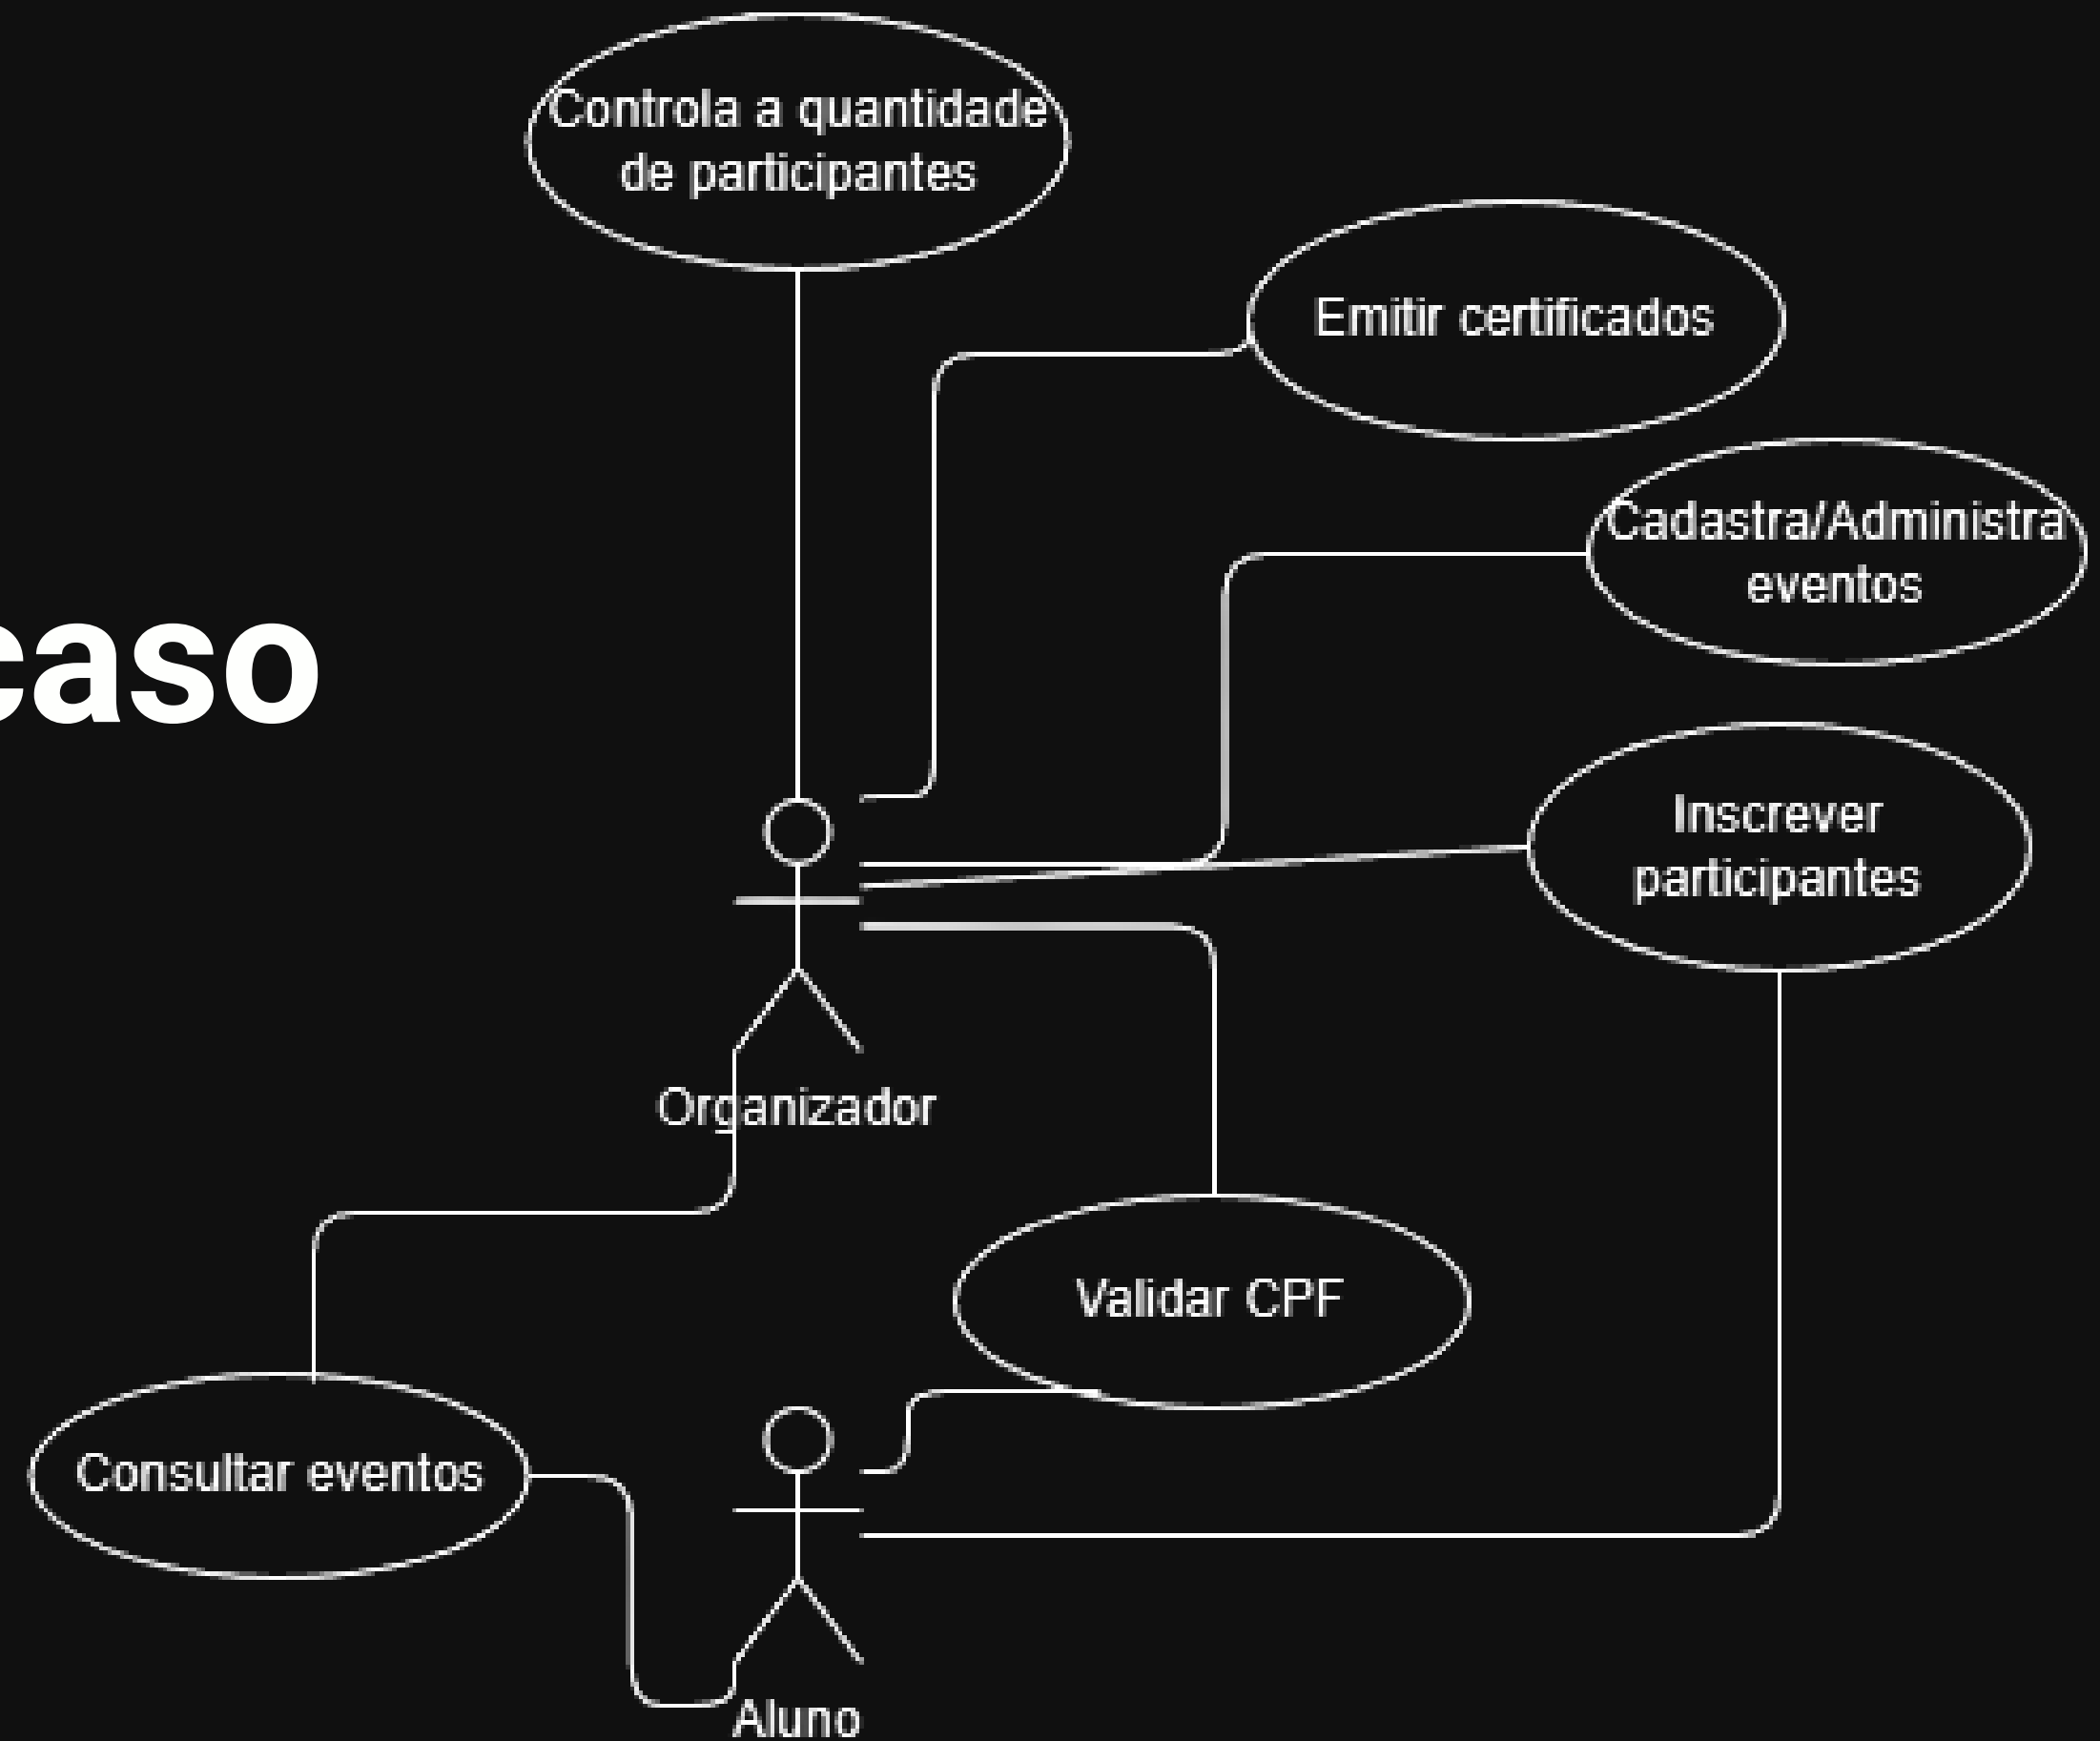 Controla a quantidade
de participantes
Emitir certificados
Cadastra/Administra
eventos
caso
Inscrever
participantes
Organizador
Validar CPF
Consultar eventos
Aluno